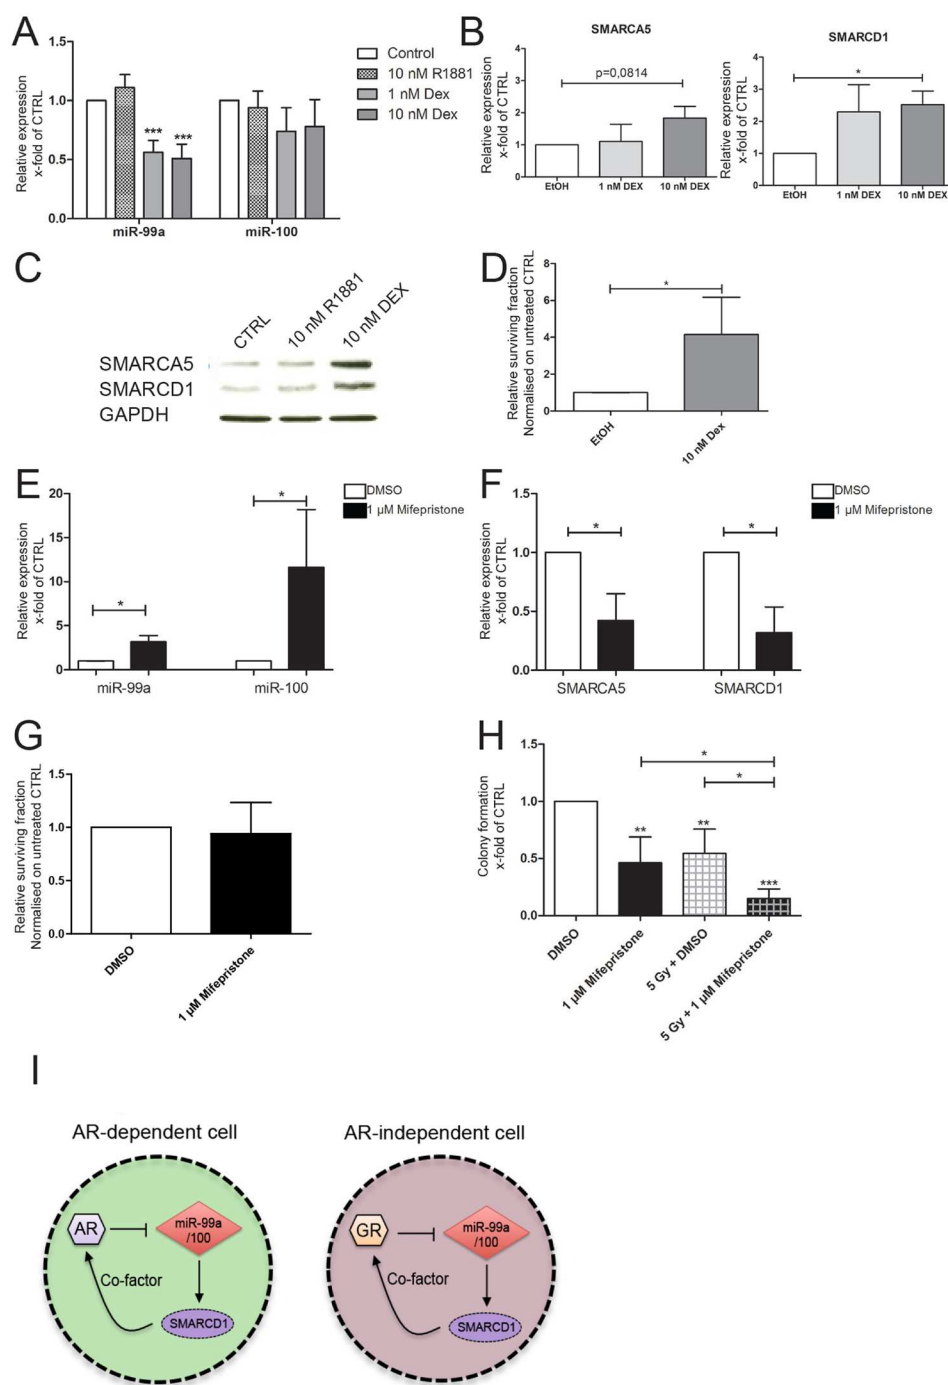 A
Relative expression
x-fold of CTRL
1.5
1.0
0.5
0.0
***
***
miR-99a
miR-100
Control
10 nM R1881
1 nM Dex
10 nM Dex
B
SMARCA5
Relative expression
x-fold of CTRL
4
3
2
1
0
p=0,0814
EtOH
1 nM DEX
10 nM DEX
SMARCD1
Relative expression
x-fold of CTRL
4
3
2
1
0
*
EtOH
1 nM DEX
10 nM DEX
C
CTRL
10 nM R1881
10 nM DEX
SMARCA5
SMARCD1
GAPDH
D
Relative surviving fraction
Normalised on untreated CTRL
8
6
4
2
0
*
EtOH
10 nM Dex
E
Relative expression
x-fold of CTRL
20
15
10
5
0
*
*
miR-99a
miR-100
DMSO
1 µM Mifepristone
F
Relative expression
x-fold of CTRL
1.5
1.0
0.5
0.0
*
*
SMARCA5
SMARCD1
DMSO
1 µM Mifepristone
G
Relative surviving fraction
Normalised on untreated CTRL
1.5
1.0
0.5
0.0
DMSO
1 µM Mifepristone
H
Colony formation
x-fold of CTRL
1.5
1.0
0.5
0.0
*
*
**
**
***
DMSO
1 µM Mifepristone
5 Gy + DMSO
5 Gy + 1 µM Mifepristone
I
AR-dependent cell
AR
miR-99a
/100
Co-factor
SMARCD1
AR-independent cell
GR
miR-99a
/100
Co-factor
SMARCD1